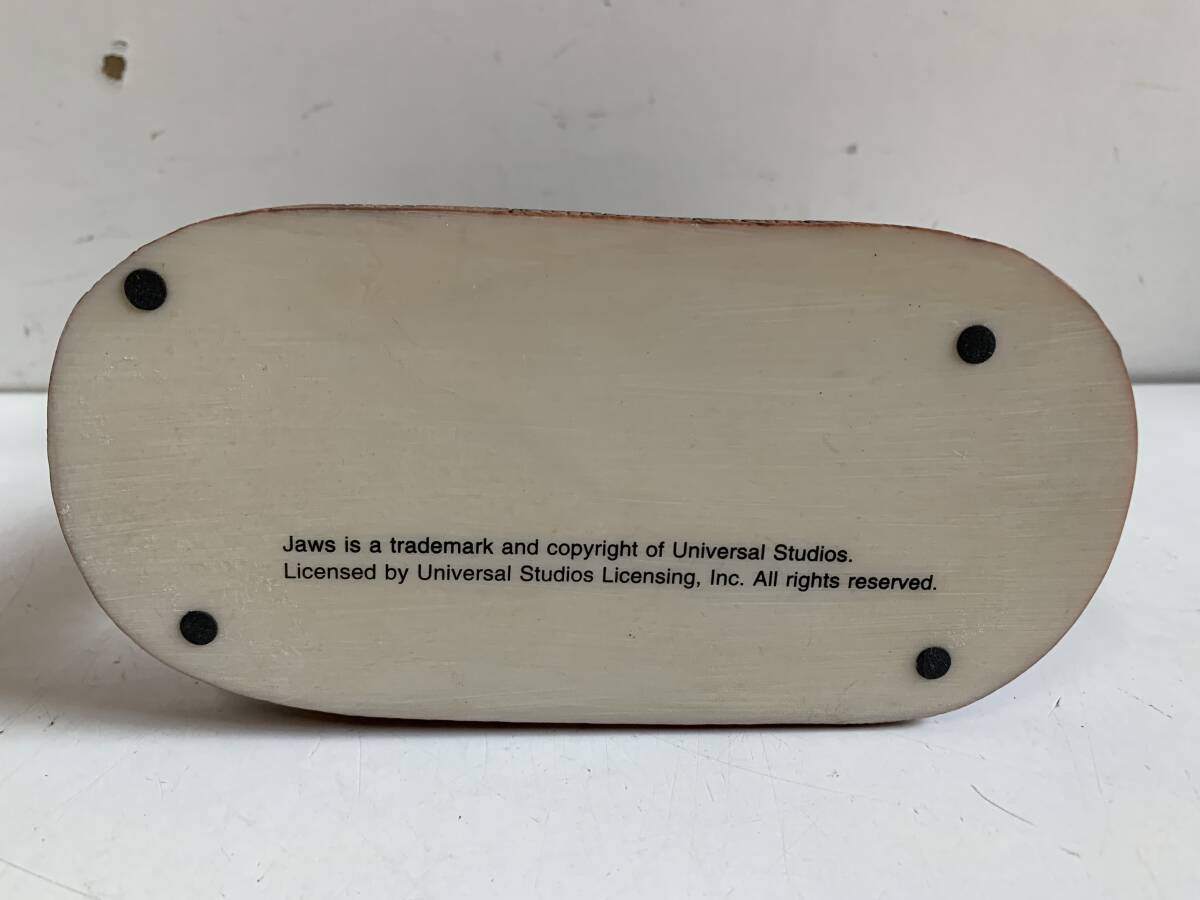 Jaws is a trademark and copyright of Universal Studios.
Licensed by Universal Studios Licensing, Inc. All rights reserved.